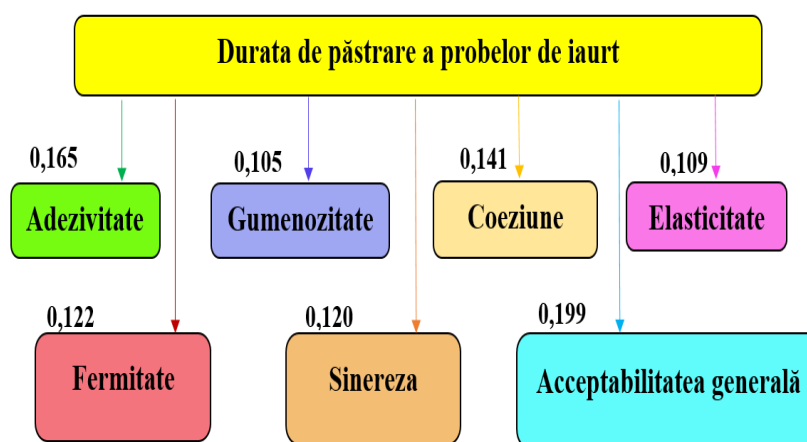 Durata de păstrare a probelor de iaurt
0,165
0,105
0,141
0,109
Adezivitate
Gumenozitate
Coeziune
Elasticitate
0,122
0,120
0,199
Fermitate
Sinereza
Acceptabilitatea generală